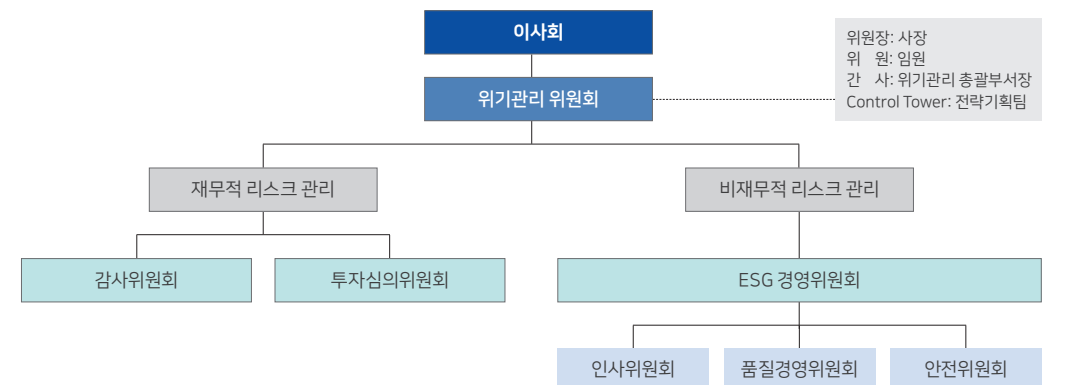 이사회
위원장: 사장
위 원: 임원
간 사: 위기관리 총괄부서장
Control Tower: 전략기획팀
위기관리 위원회
재무적 리스크 관리
비재무적 리스크 관리
감사위원회
투자심의위원회
ESG 경영위원회
인사위원회
품질경영위원회
안전위원회